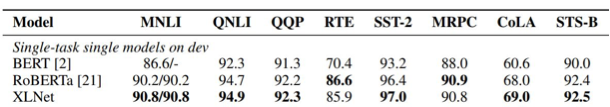 Model MNLI QNLI QQP RTE SST-2 MRPC CoLA STS-B
Single-task single models on dev
BERT [2] 86.6/- 92.3 91.3 70.4 93.2 88.0 60.6 90.0
RoBERTa [21] 90.2/90.2 94.7 92.2 86.6 96.4 90.9 68.0 92.4
XLNet 90.8/90.8 94.9 92.3 85.9 97.0 90.8 69.0 92.5